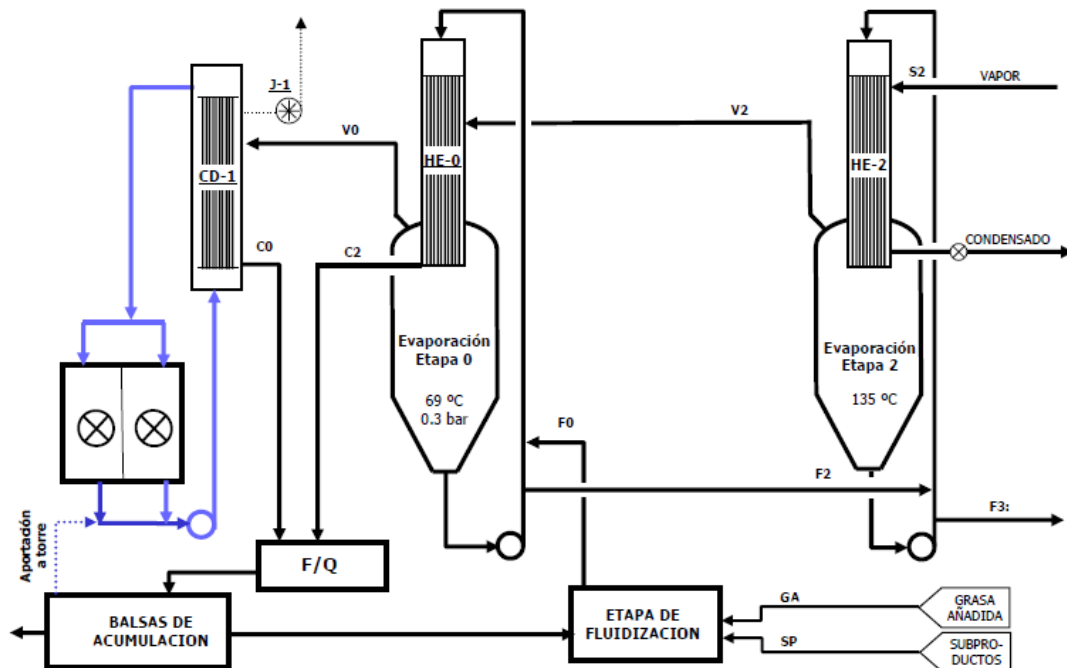 J-1
S2
VAPOR
V0
V2
HE-0
HE-2
CD-1
C0
C2
CONDENSADO
Evaporación
Etapa 0
69 ºC
0.3 bar
Evaporación
Etapa 2
135 ºC
F0
F2
F3:
Aportación
a torre
F/Q
BALSAS DE
ACUMULACION
ETAPA DE
FLUIDIZACION
GA
GRASA
AÑADIDA
SP
SUBPRO-
DUCTOS